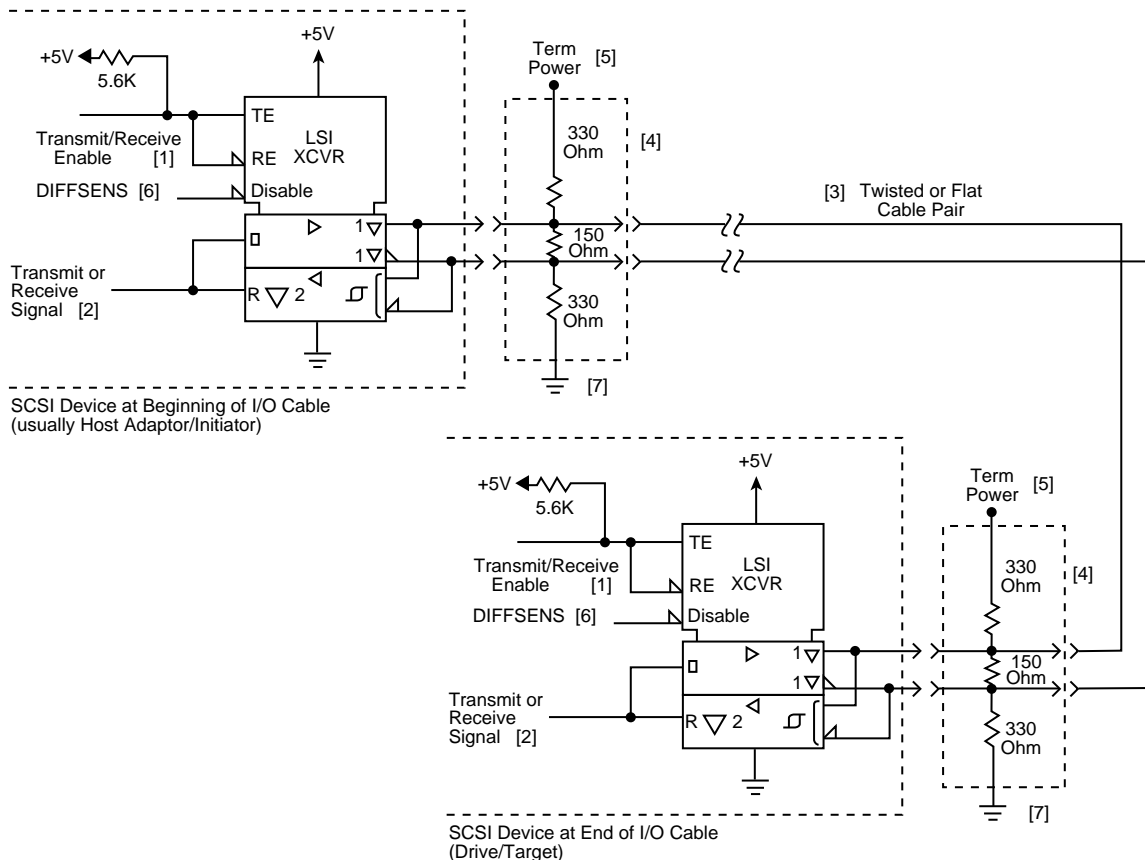 +5V
+5V
5.6K
TE
Transmit/Receive
Enable [1]
LSI
XCVR
RE
DIFFSENS [6]
Disable
1
1
Transmit or
Receive
Signal [2]
R 2
Term
Power [5]
330
Ohm
[4]
150
Ohm
330
Ohm
[7]
[3] Twisted or Flat
Cable Pair
SCSI Device at Beginning of I/O Cable
(usually Host Adaptor/Initiator)
+5V
+5V
5.6K
TE
Transmit/Receive
Enable [1]
LSI
XCVR
RE
DIFFSENS [6]
Disable
1
1
Transmit or
Receive
Signal [2]
R 2
Term
Power [5]
330
Ohm
[4]
150
Ohm
330
Ohm
[7]
SCSI Device at End of I/O Cable
(Drive/Target)